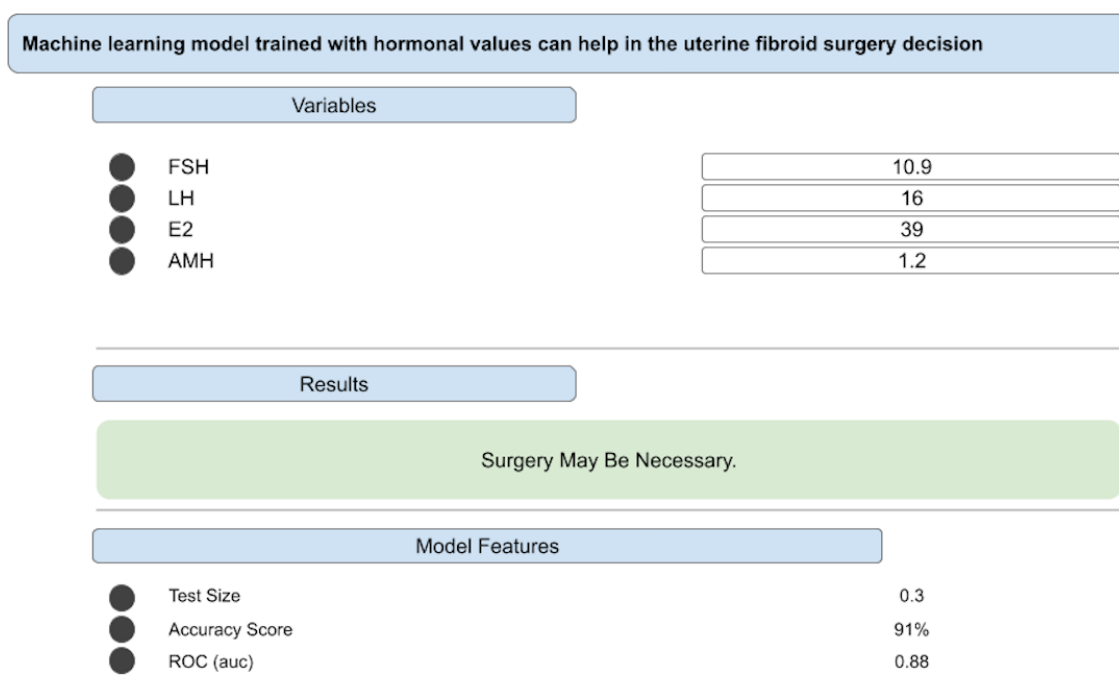 Machine learning model trained with hormonal values can help in the uterine fibroid surgery decision
Variables
FSH 10.9
LH 16
E2 39
AMH 1.2
Results
Surgery May Be Necessary.
Model Features
Test Size 0.3
Accuracy Score 91%
ROC (auc) 0.88